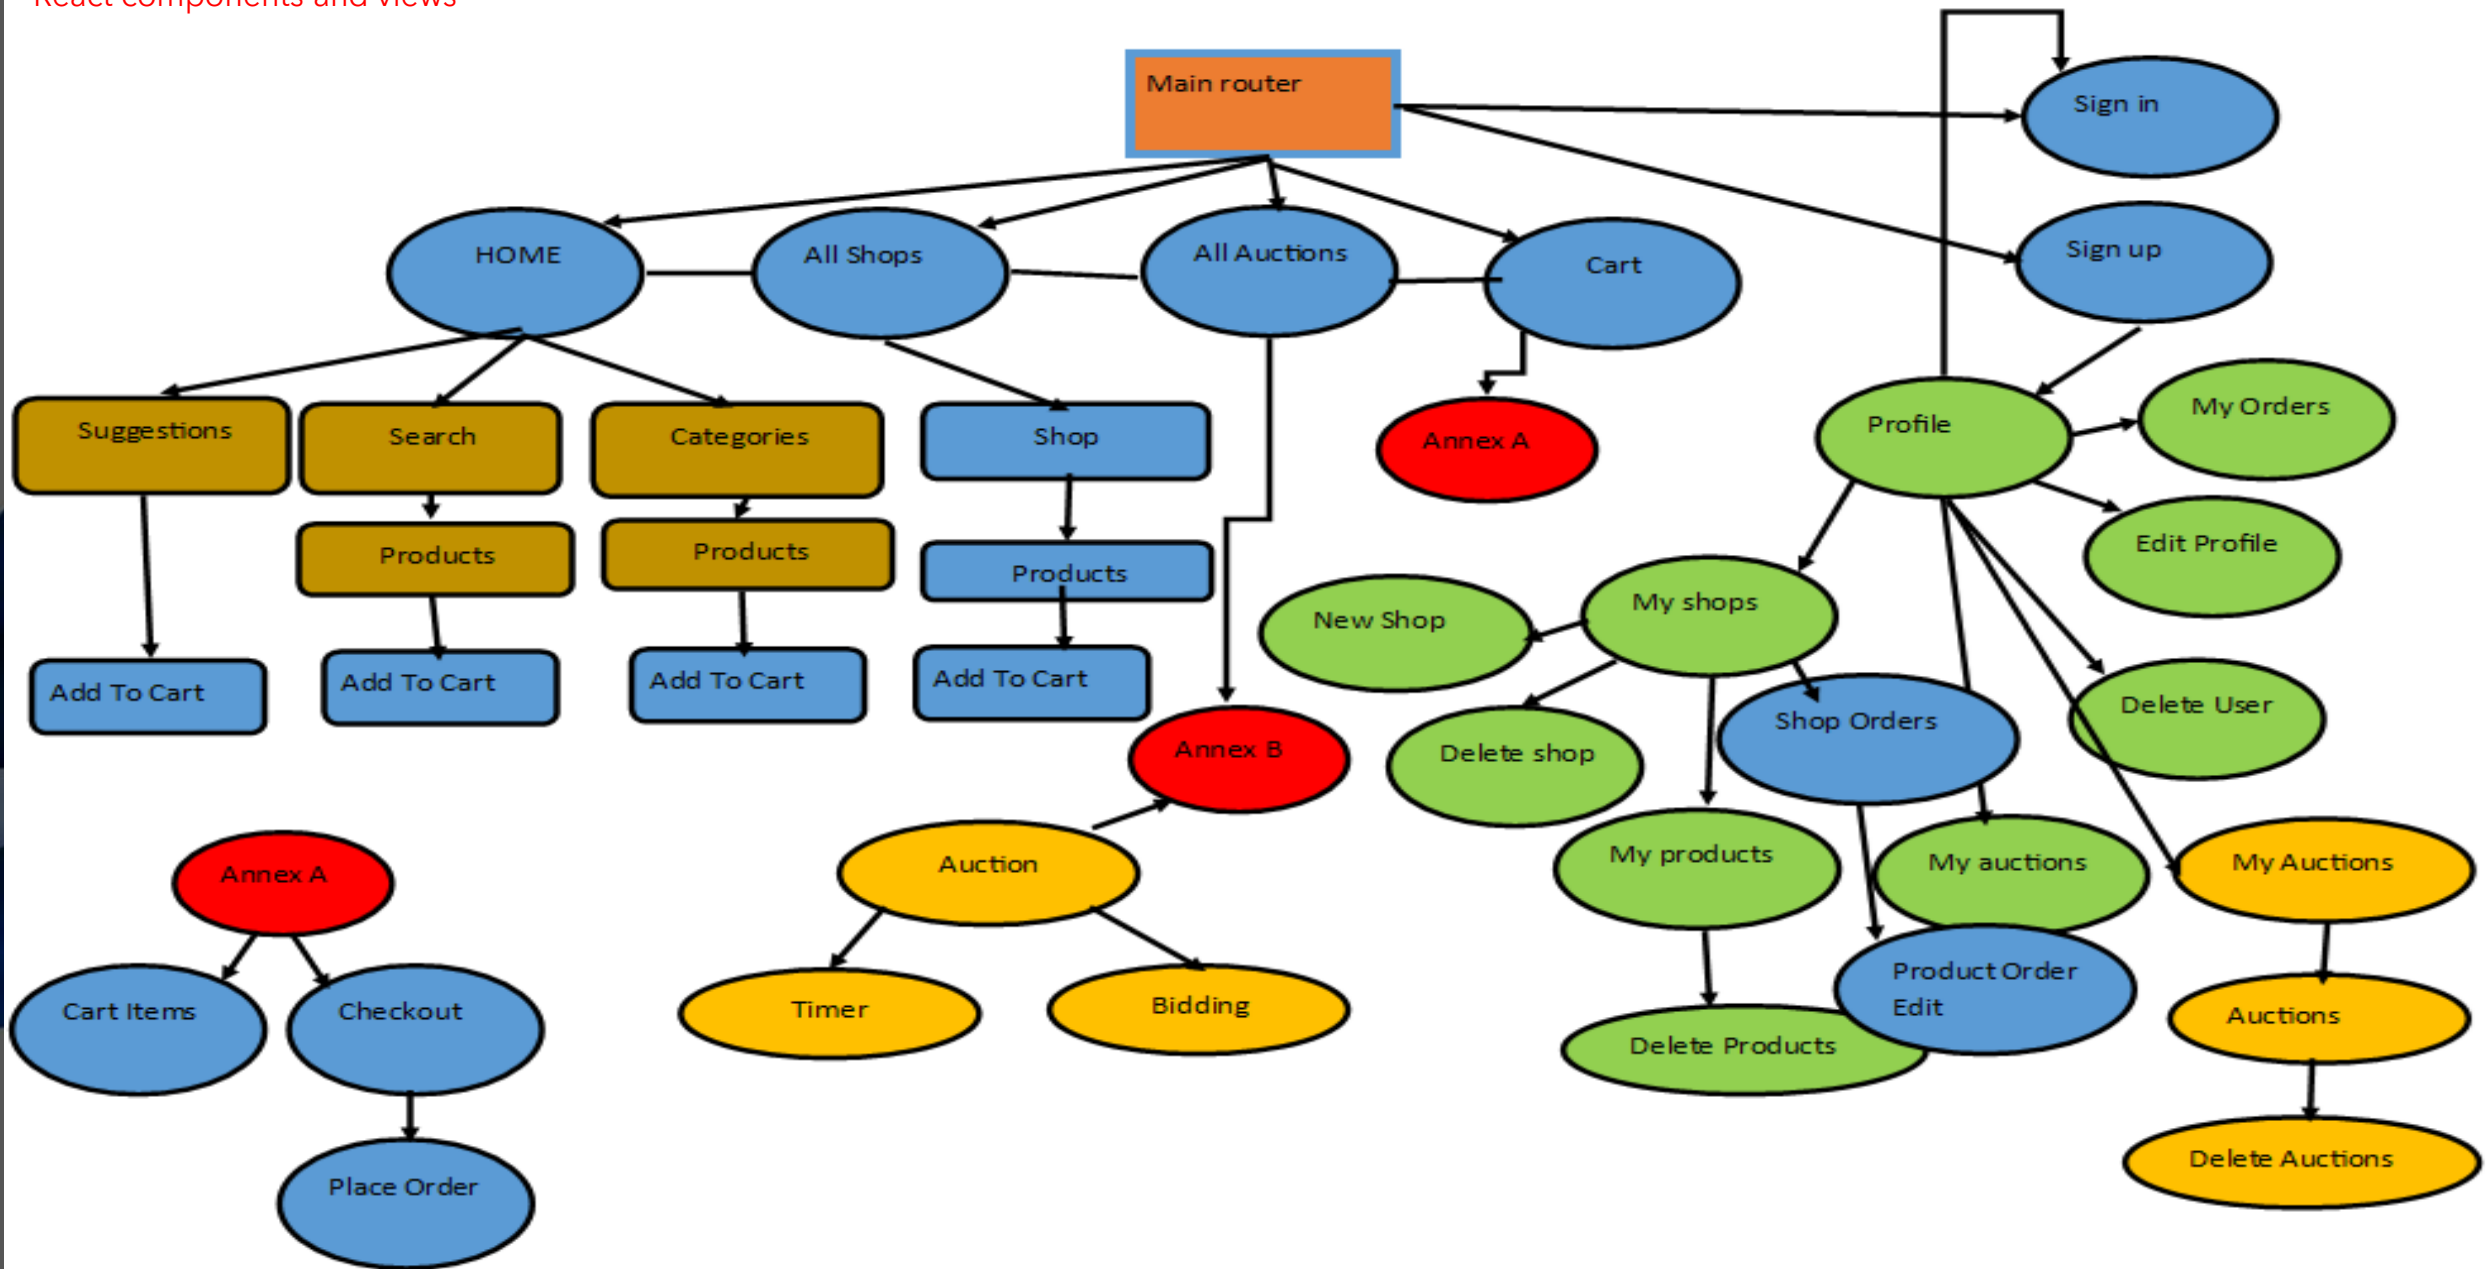 React components and views
Main router
Sign in
Sign up
HOME
All Shops
All Auctions
Cart
Suggestions
Search
Categories
Shop
Annex A
Profile
My Orders
Products
Products
Products
Edit Profile
New Shop
My shops
Add To Cart
Add To Cart
Add To Cart
Add To Cart
Annex B
Delete shop
Shop Orders
Delete User
Annex A
Auction
My products
My auctions
My Auctions
Cart Items
Checkout
Timer
Bidding
Delete Products
Product Order
Edit
Auctions
Place Order
Delete Auctions